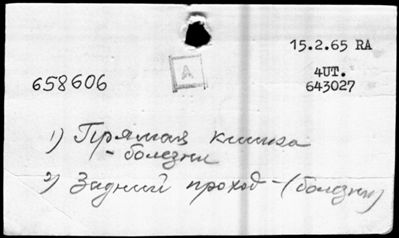 15.2.65 RA
A
4UT.
658606
643027
1) Прямая кишка
- болезни
2) Задний проход - (болезни)